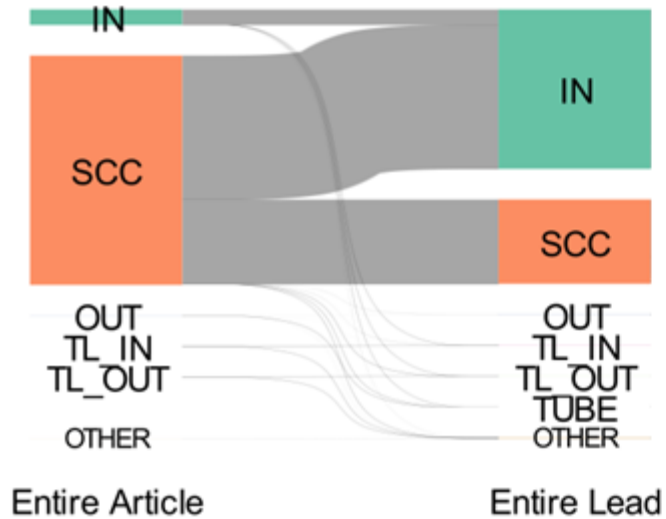 IN
SCC
OUT
TL_IN
TL_OUT
OTHER
Entire Article
IN
SCC
OUT
TL_IN
TL_OUT
TUBE
OTHER
Entire Lead